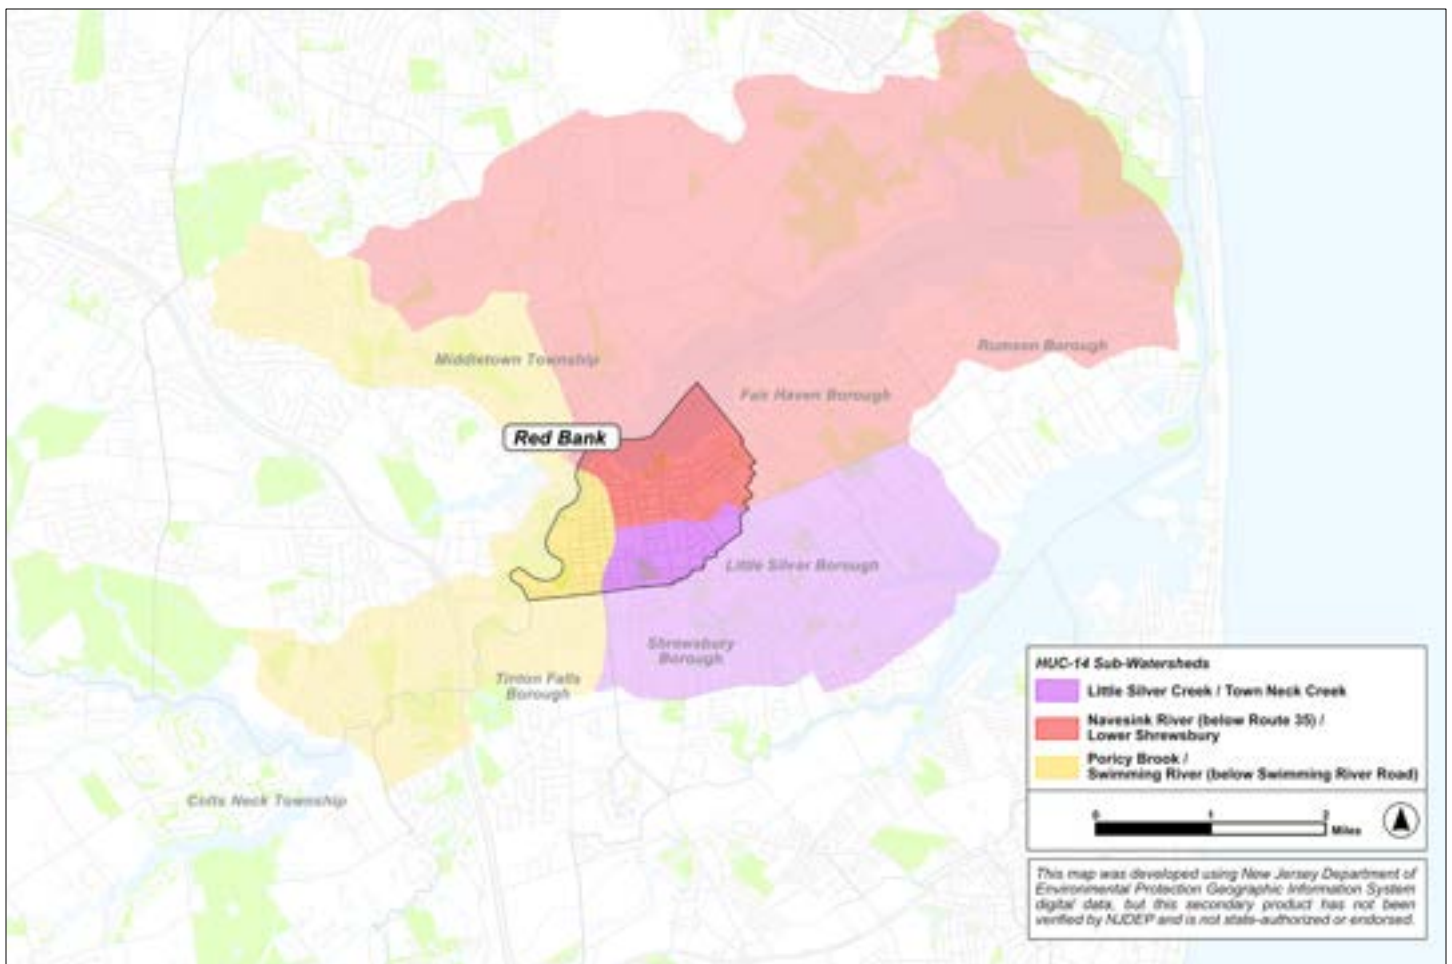 Middletown Township
Rumson Borough
Fair Haven Borough
Red Bank
Little Silver Borough
Shrewsbury
Borough
Tinton Falls
Borough
Colts Neck Township
HUC-14 Sub-Watersheds
Little Silver Creek / Town Neck Creek
Navesink River (below Route 35) /
Lower Shrewsbury
Poricy Brook /
Swimming River (below Swimming River Road)
0 1 2
Miles
This map was developed using New Jersey Department of
Environmental Protection Geographic Information System
digital data, but this secondary product has not been
verified by NJDEP and is not state-authorized or endorsed.